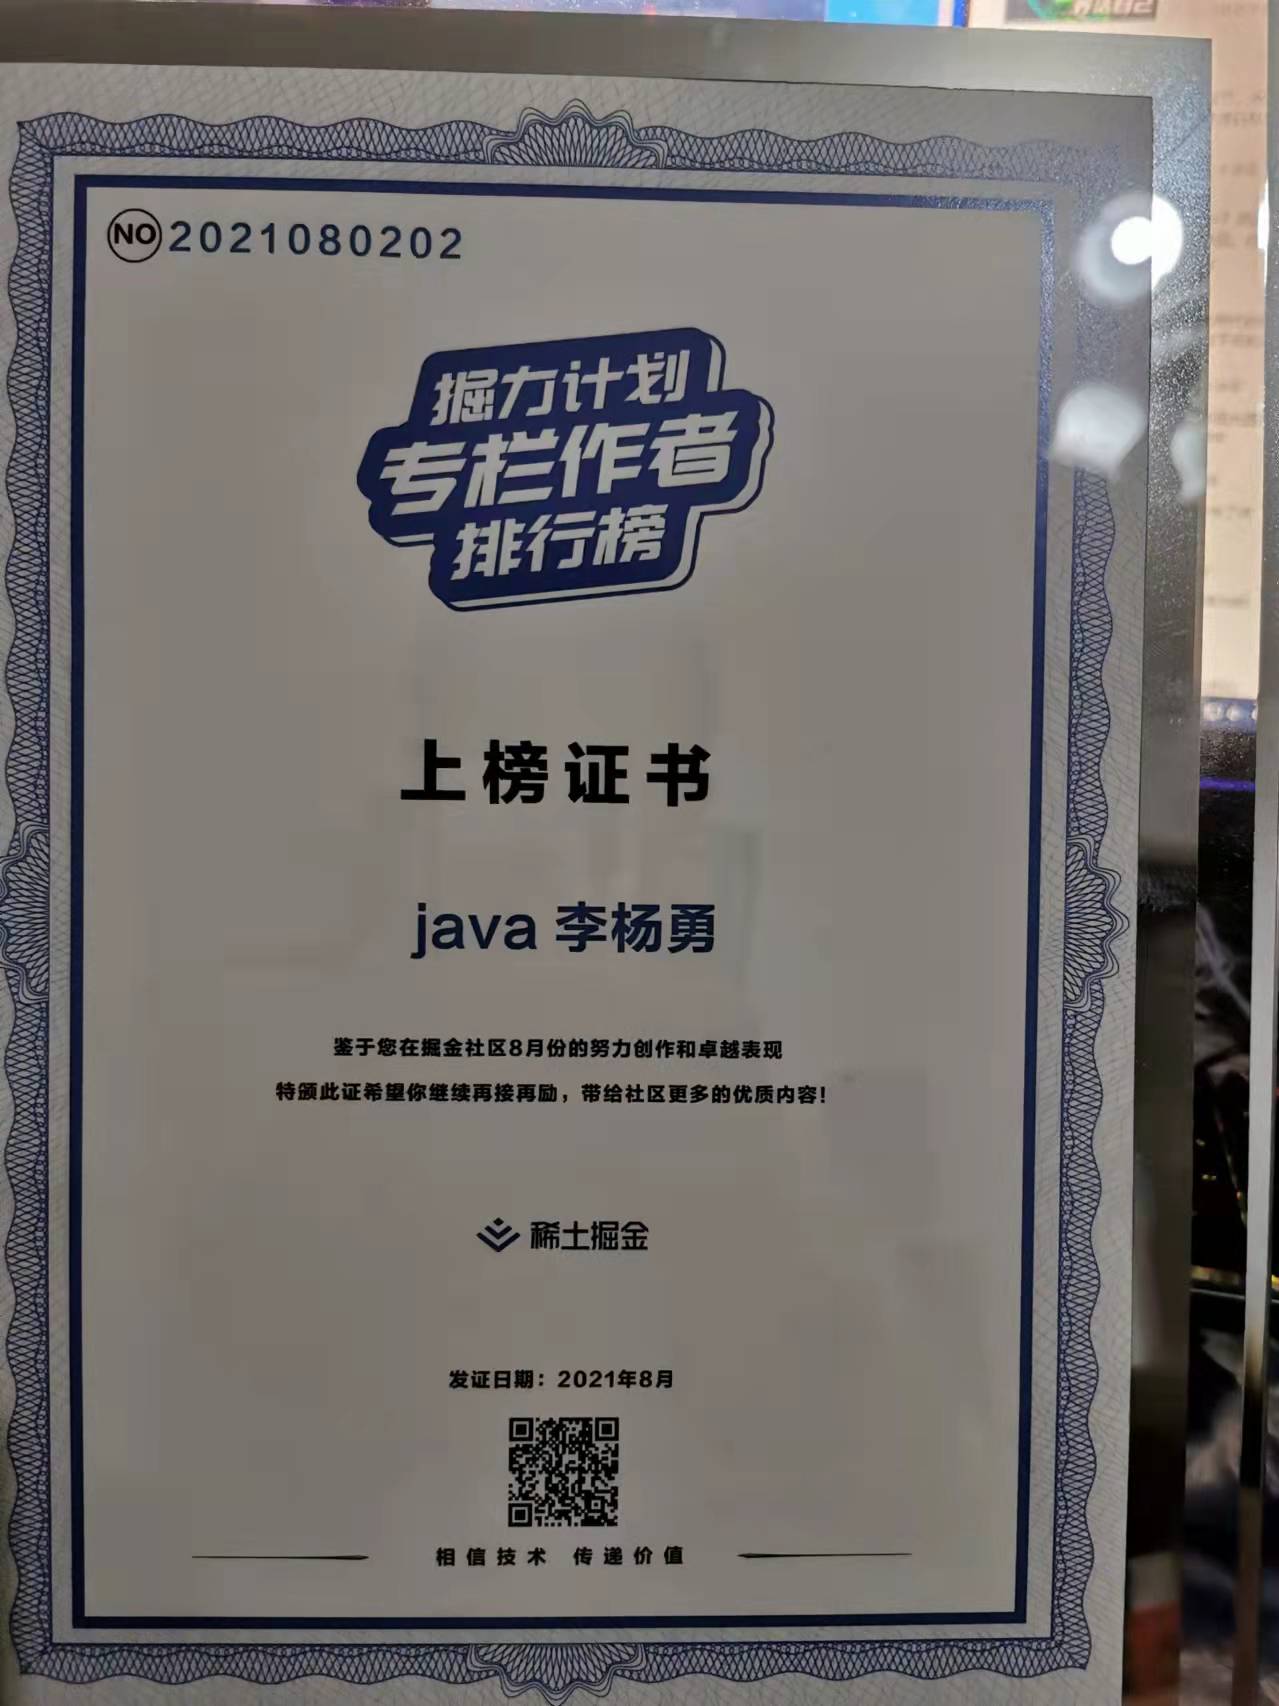 NO 2021080202
掘力计划
专栏作者
排行榜
上榜证书
java 李杨勇
鉴于您在掘金社区8月份的努力创作和卓越表现
特颁此证希望你继续再接再励，带给社区更多的优质内容！
稀土掘金
发证日期：2021年8月
相信技术 传递价值